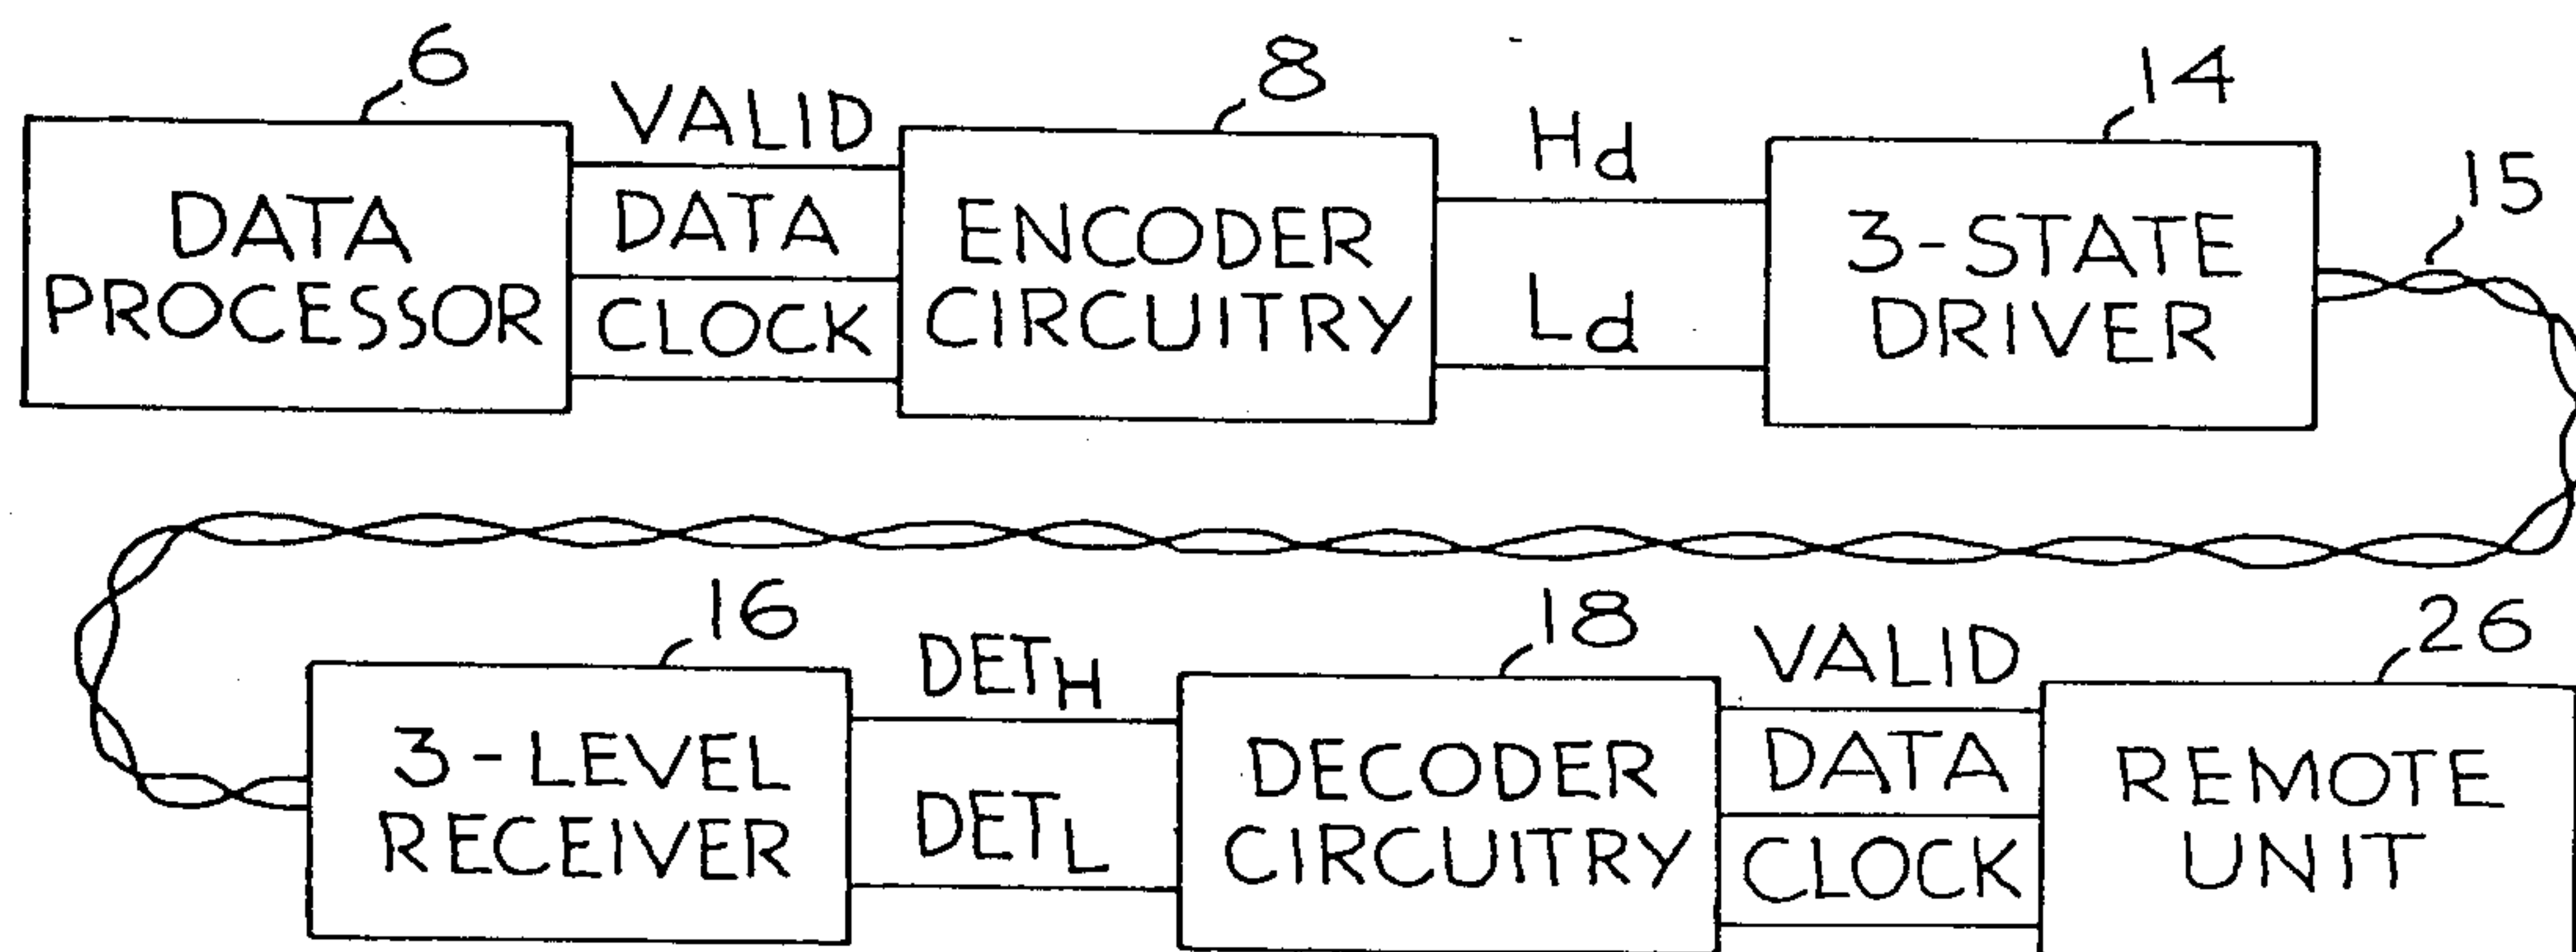 6
8
14
15
DATA
PROCESSOR
VALID
DATA
CLOCK
ENCODER
CIRCUITRY
Hd
Ld
3-STATE
DRIVER
16
18
26
3-LEVEL
RECEIVER
DETH
DETL
DECODER
CIRCUITRY
VALID
DATA
CLOCK
REMOTE
UNIT